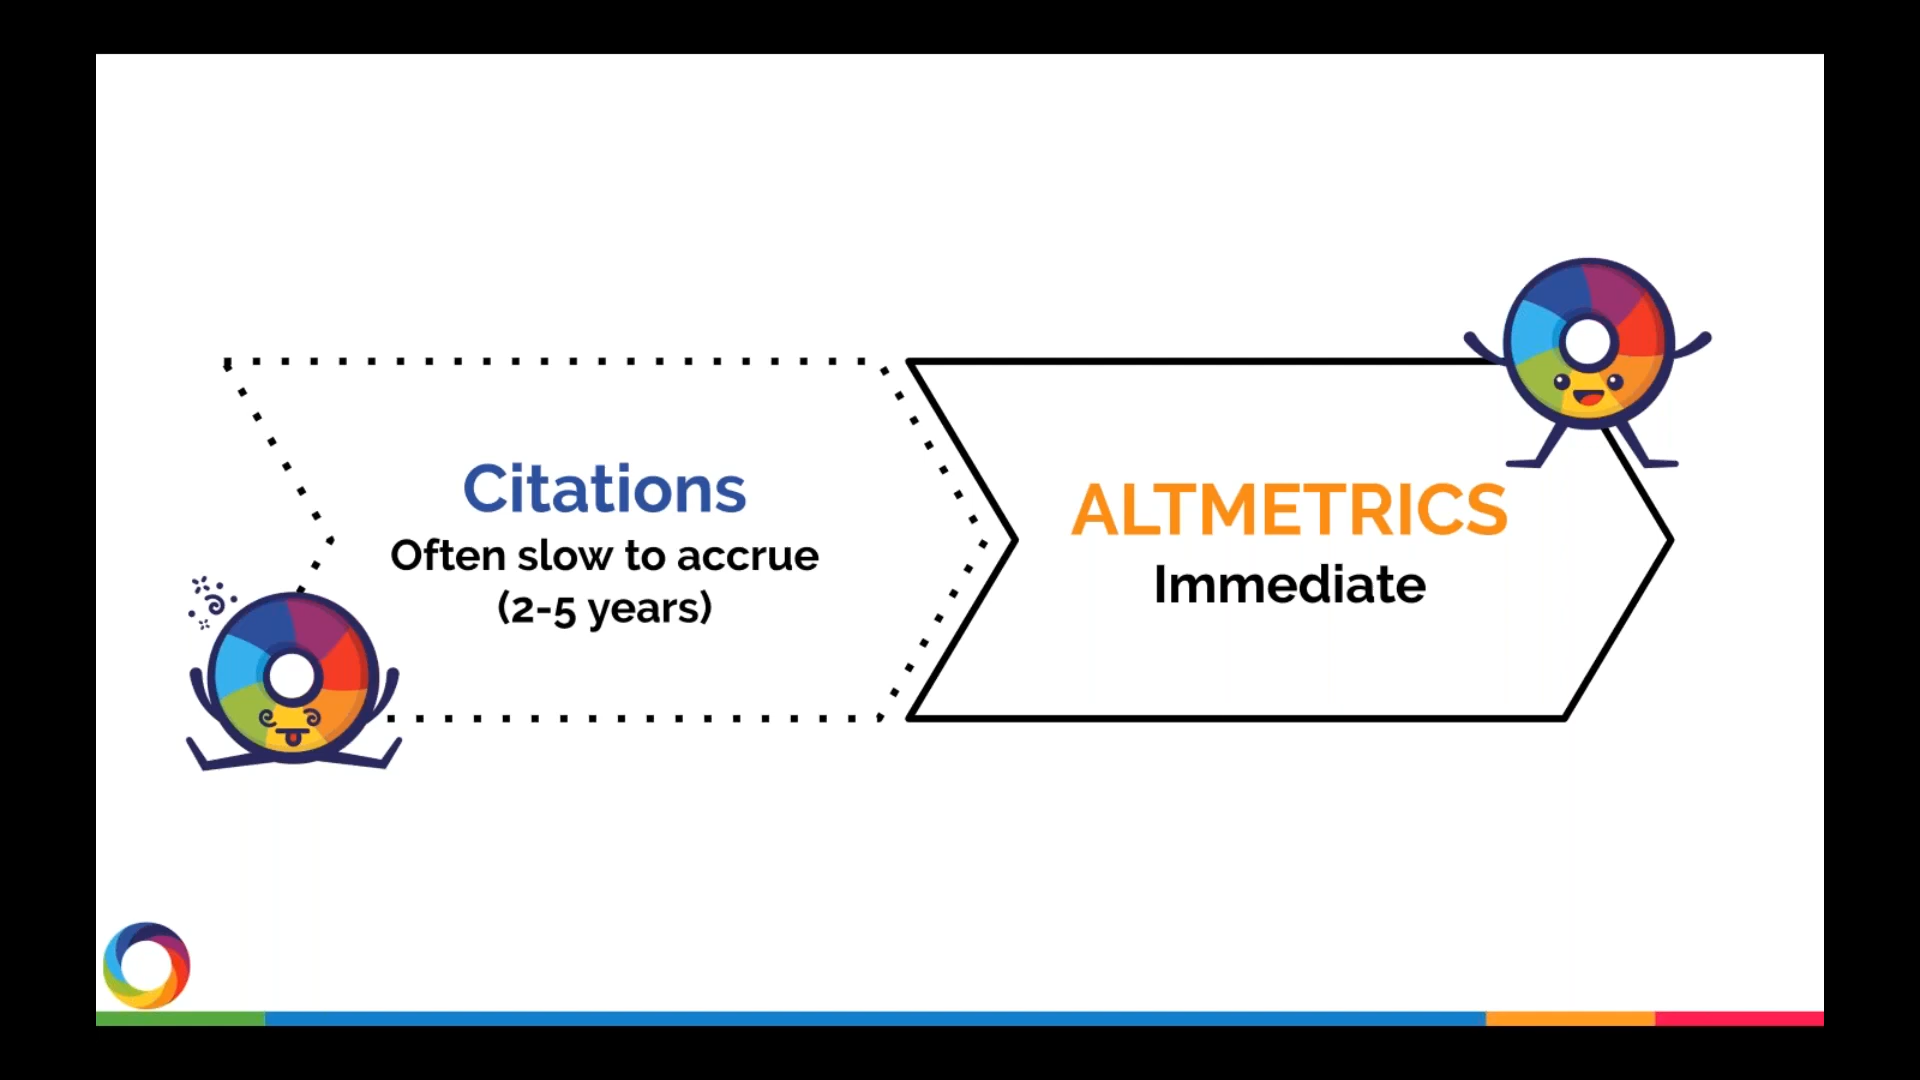 Citations
Often slow to accrue
(2-5 years)
ALTMETRICS
Immediate